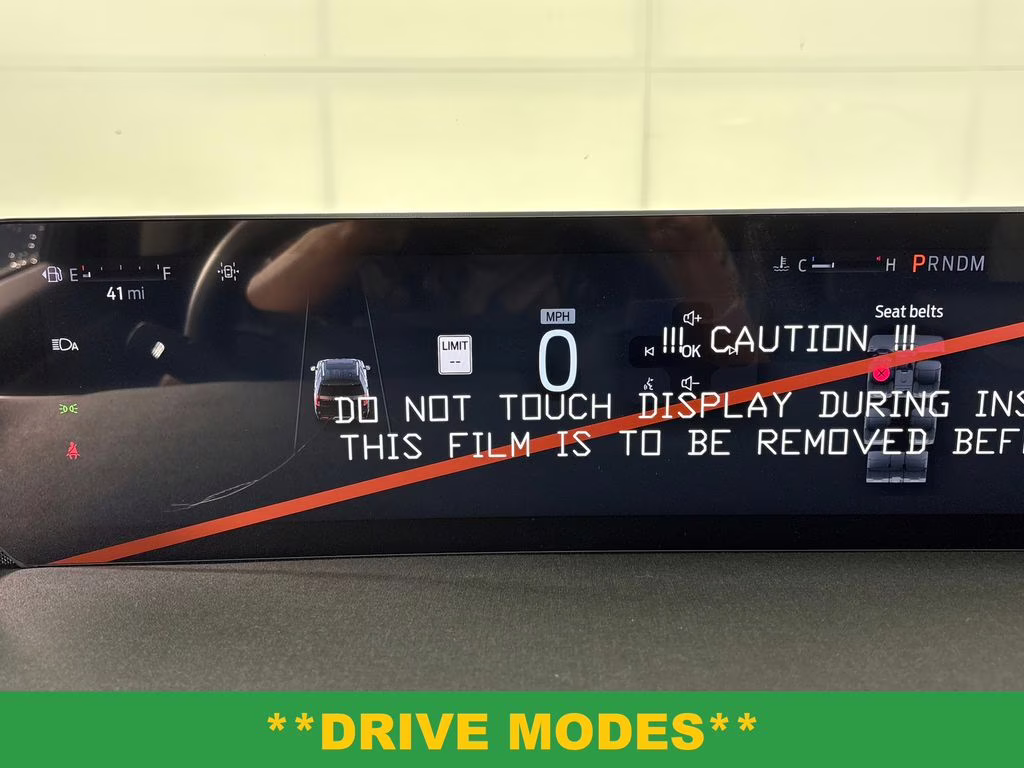 E F
41 mi
C H PRNDM
MPH
0
LIMIT
--
OK
Seat belts
!!! CAUTION !!!
DO NOT TOUCH DISPLAY DURING INS
THIS FILM IS TO BE REMOVED BEF
**DRIVE MODES**